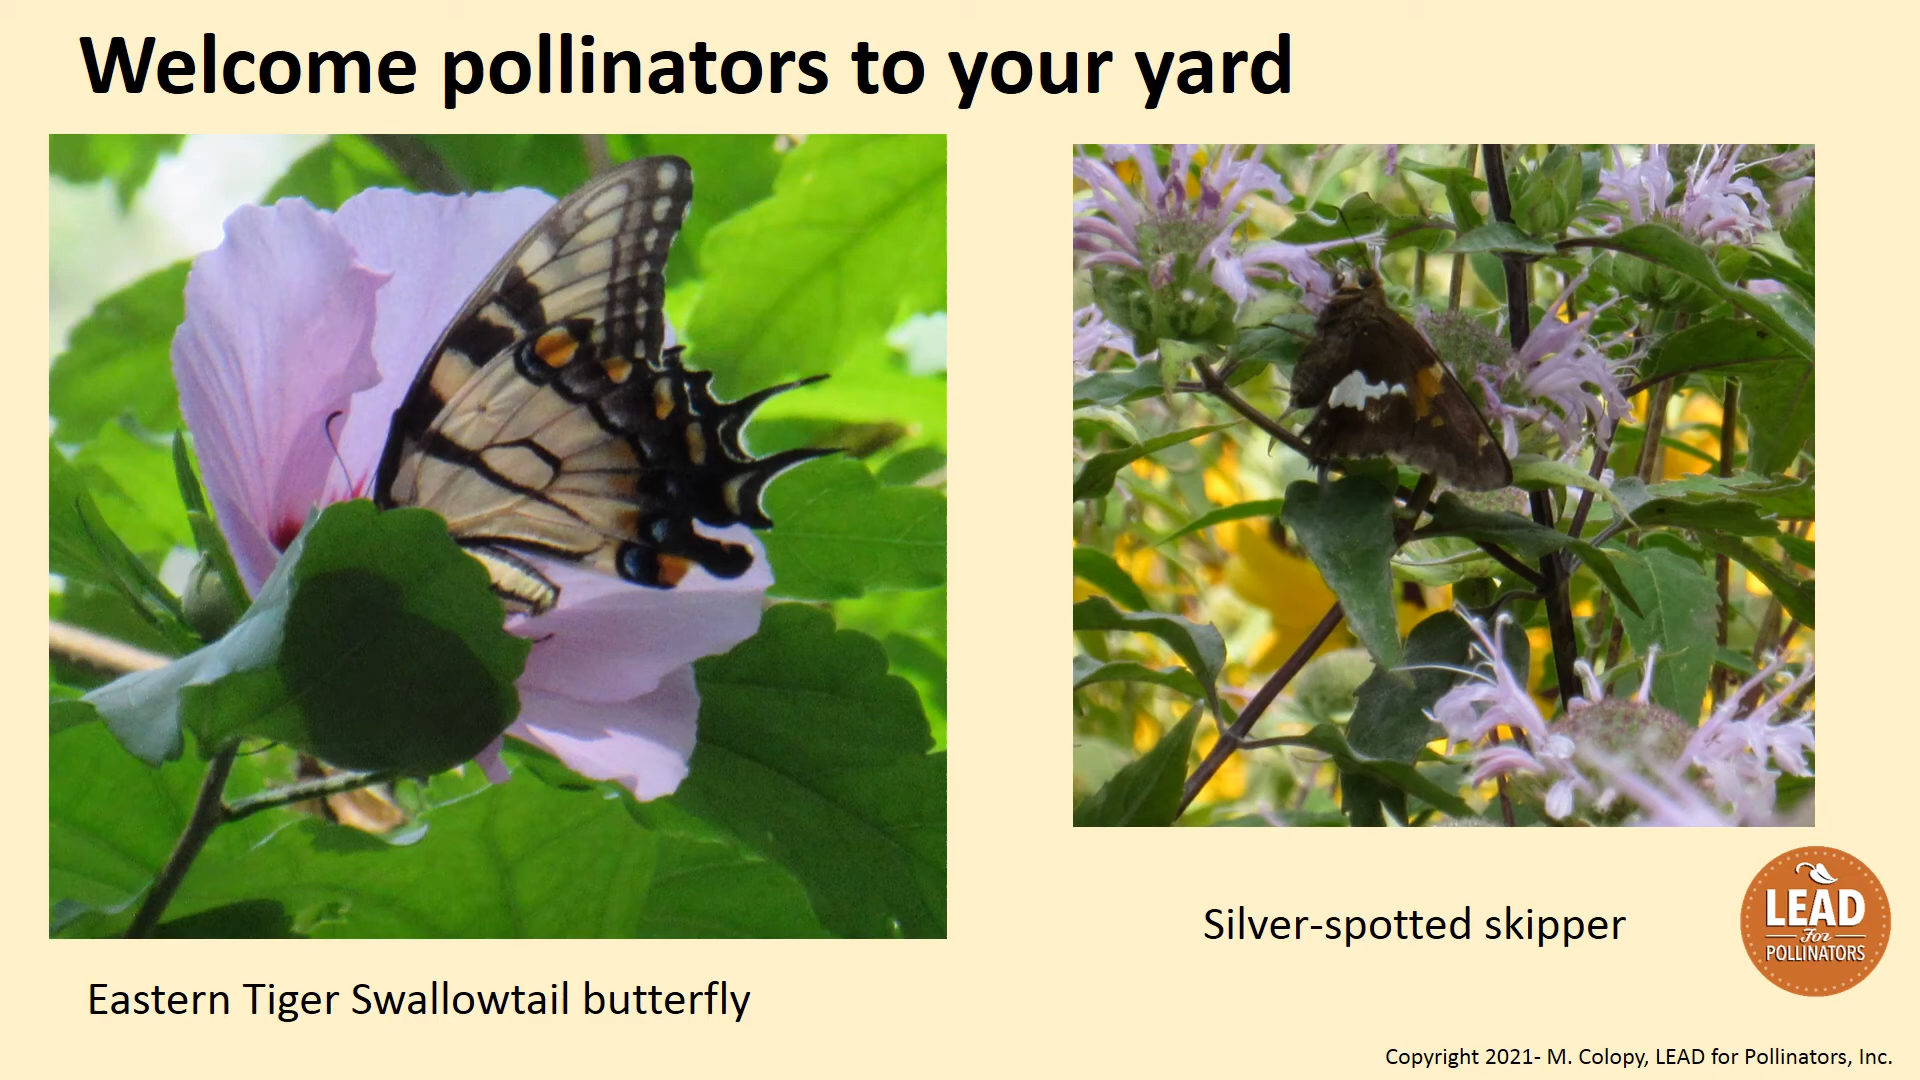 Welcome pollinators to your yard
Eastern Tiger Swallowtail butterfly
Silver-spotted skipper
LEAD
For
POLLINATORS
Copyright 2021- M. Colopy, LEAD for Pollinators, Inc.